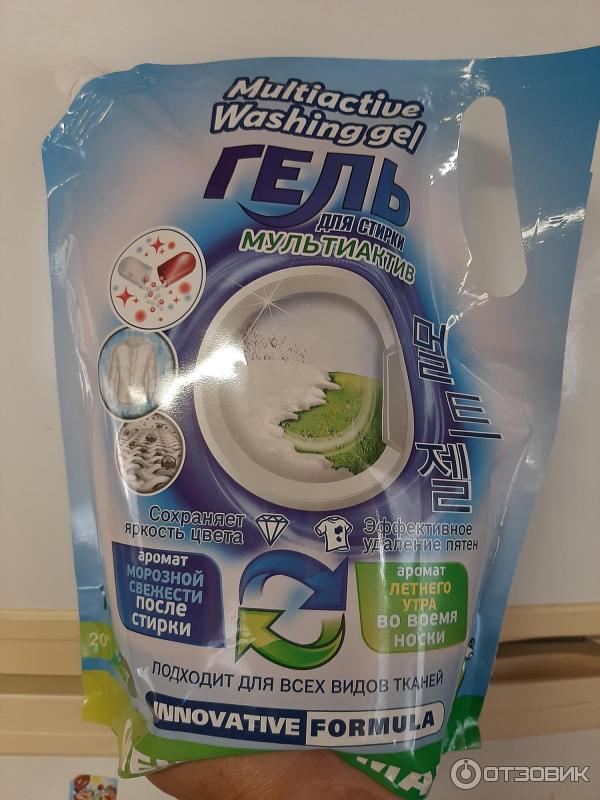 Multiactive
Washing gel
ГЕЛЬ
ДЛЯ СТИРКИ
МУЛЬТИАКТИВ
멀
트
젤
Сохраняет
яркость цвета
Эффективное
удаление пятен
аромат
МОРОЗНОЙ
СВЕЖЕСТИ
после
стирки
аромат
ЛЕТНЕГО
УТРА
во время
носки
ПОДХОДИТ ДЛЯ ВСЕХ ВИДОВ ТКАНЕЙ
INNOVATIVE FORMULA
ОТЗОВИК